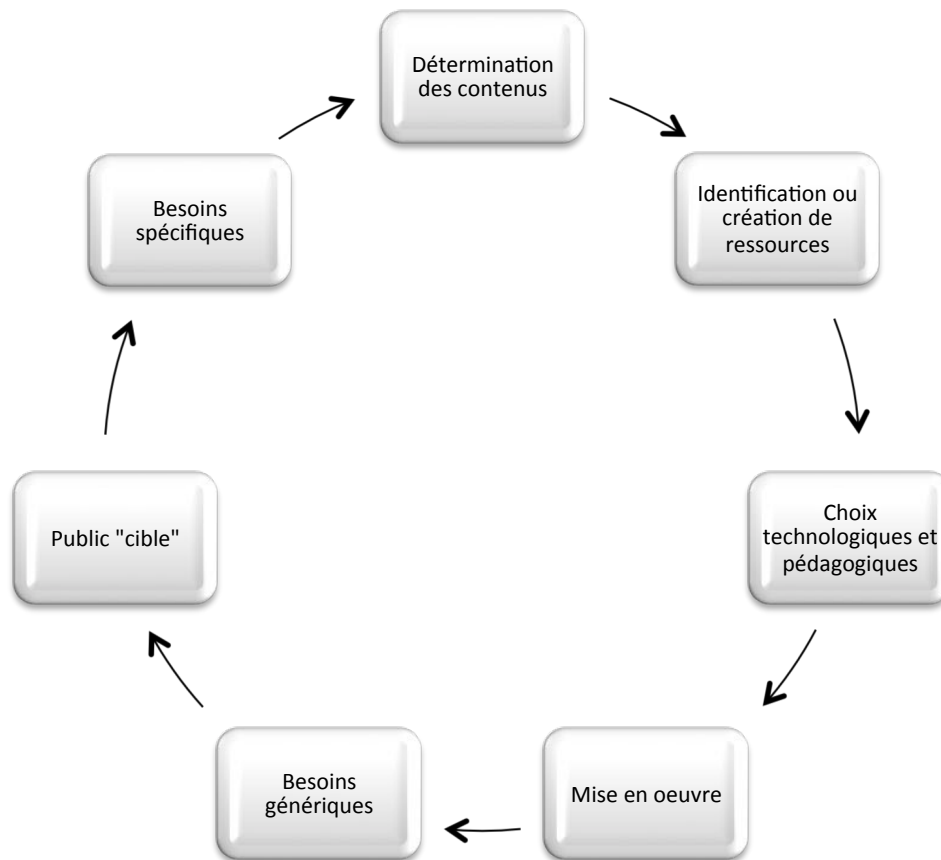 Détermination
des contenus
Identification ou
création de
ressources
Choix
technologiques et
pédagogiques
Mise en oeuvre
Besoins
génériques
Public "cible"
Besoins
spécifiques